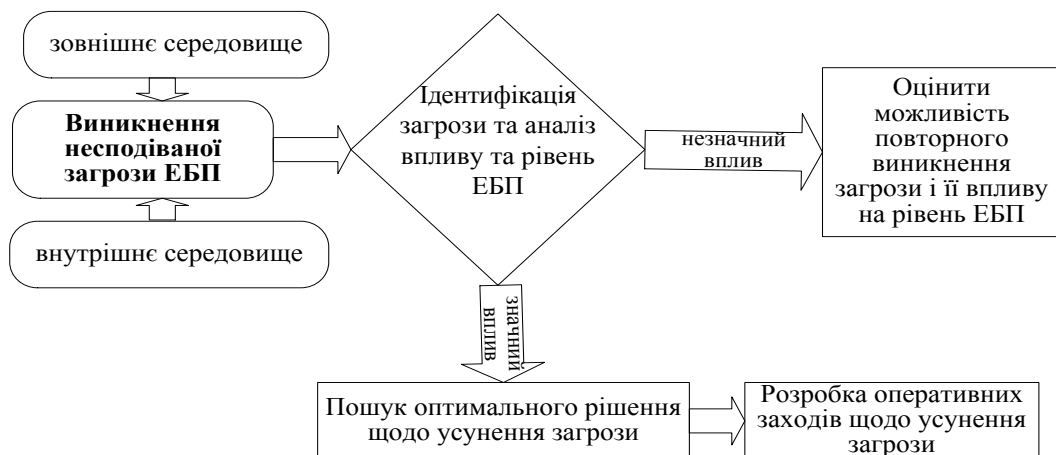 зовнішнє середовище
Виникнення
несподіваної
загрози ЕБП
внутрішнє середовище
Ідентифікація
загрози та аналіз
впливу та рівень
ЕБП
незначний
вплив
Оцінити
можливість
повторного
виникнення
загрози і її впливу
на рівень ЕБП
значний
вплив
Пошук оптимального рішення
щодо усунення загрози
Розробка оперативних
заходів щодо усунення
загрози